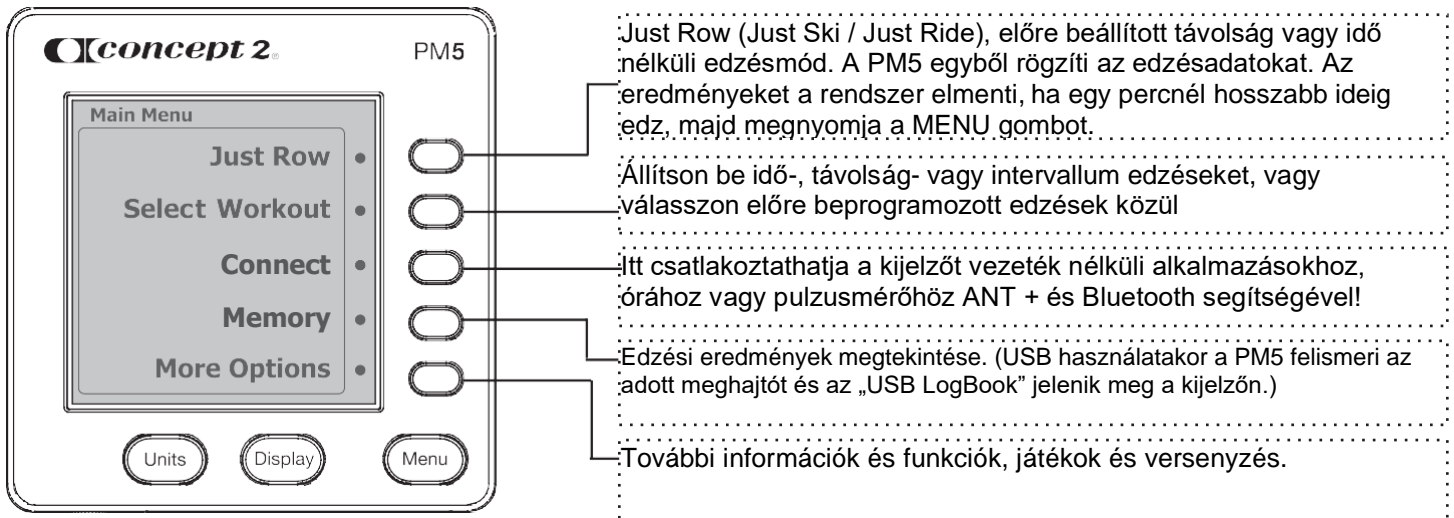 concept 2®
PM5
Main Menu
Just Row
Select Workout
Connect
Memory
More Options
Units
Display
Menu
Just Row (Just Ski / Just Ride), előre beállított távolság vagy idő
nélküli edzésmód. A PM5 egyből rögzíti az edzésadatokat. Az
eredményeket a rendszer elmenti, ha egy percnél hosszabb ideig
edz, majd megnyomja a MENU gombot.
Állítson be idő-, távolság- vagy intervallum edzéseket, vagy
válasszon előre beprogramozott edzések közül
Itt csatlakoztathatja a kijelzőt vezeték nélküli alkalmazásokhoz,
órához vagy pulzusmérőhöz ANT + és Bluetooth segítségével!
Edzési eredmények megtekintése. (USB használatakor a PM5 felismeri az
adott meghajtót és az „USB LogBook” jelenik meg a kijelzőn.)
További információk és funkciók, játékok és versenyzés.